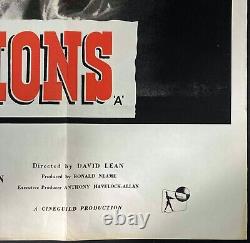 IONS
'A'
Directed by DAVID LEAN
Produced by RONALD NEAME
N
Executive Producer ANTHONY HAVELOCK-ALLAN
A CINEGUILD PRODUCTION